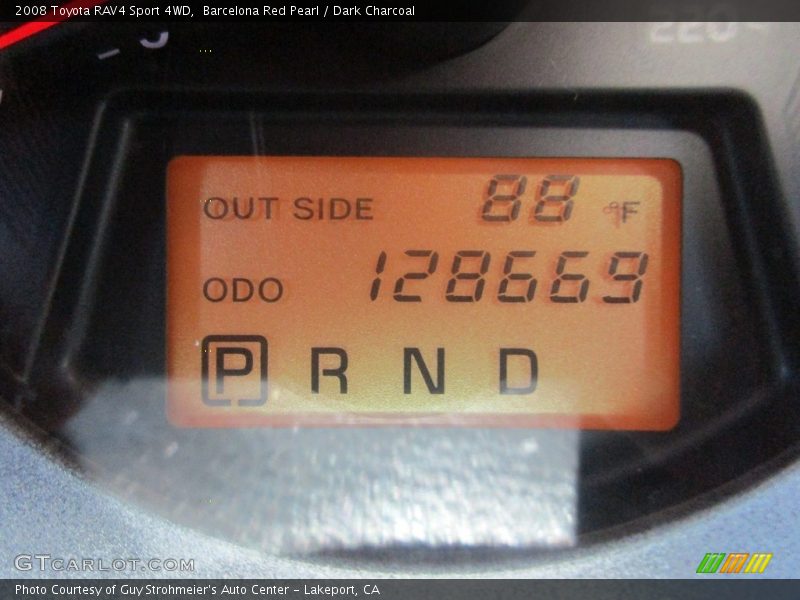 2008 Toyota RAV4 Sport 4WD, Barcelona Red Pearl / Dark Charcoal
220
OUT SIDE 88 °F
ODO 128669
P R N D
GTCARLOT.COM
Photo Courtesy of Guy Strohmeier's Auto Center - Lakeport, CA